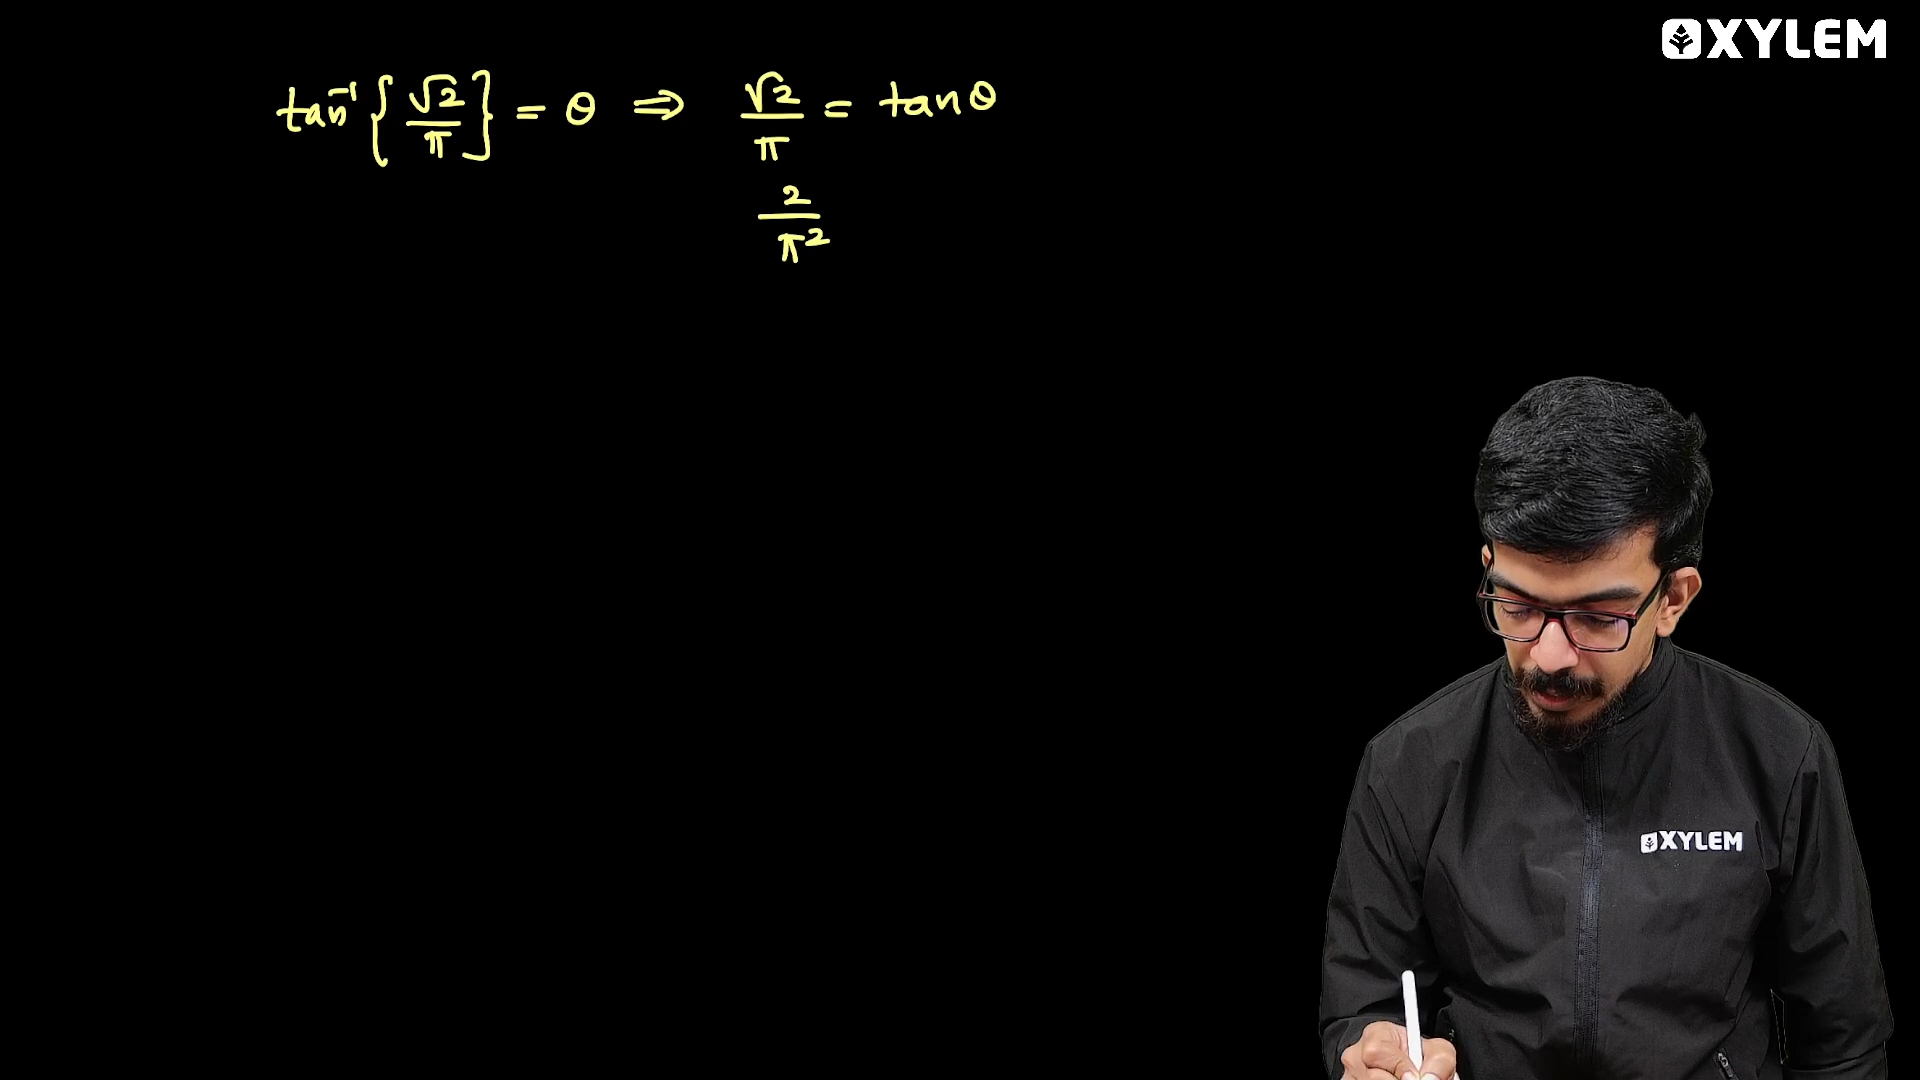 XYLEM
tan⁻¹{√2/π} = θ ⇒ √2/π = tanθ
2/π²
XYLEM